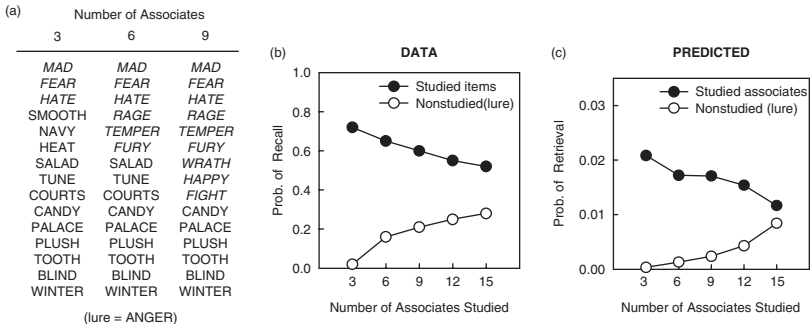 (a)
Number of Associates
3 6 9
MAD MAD MAD
FEAR FEAR FEAR
HATE HATE HATE
SMOOTH RAGE RAGE
NAVY TEMPER TEMPER
HEAT FURY FURY
SALAD SALAD WRATH
TUNE TUNE HAPPY
COURTS COURTS FIGHT
CANDY CANDY CANDY
PALACE PALACE PALACE
PLUSH PLUSH PLUSH
TOOTH TOOTH TOOTH
BLIND BLIND BLIND
WINTER WINTER WINTER
(lure = ANGER)
(b)
DATA
Studied items
Nonstudied(lure)
Prob. of Recall
1.0
0.8
0.6
0.4
0.2
0.0
3 6 9 12 15
Number of Associates Studied
(c)
PREDICTED
Studied associates
Nonstudied (lure)
Prob. of Retrieval
0.03
0.02
0.01
0.00
3 6 9 12 15
Number of Associates Studied